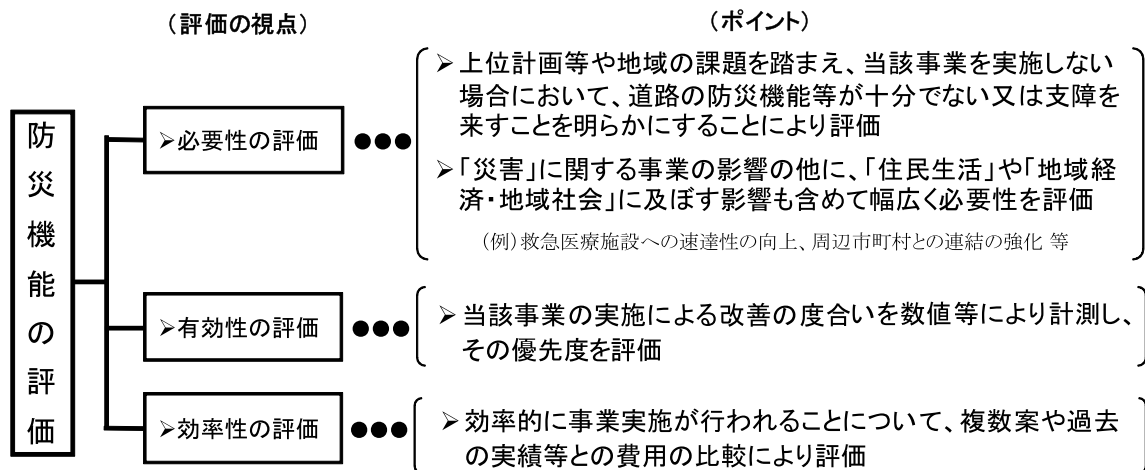 （評価の視点）
（ポイント）
防災機能の評価
➢必要性の評価
●●●
➢上位計画等や地域の課題を踏まえ、当該事業を実施しない
場合において、道路の防災機能等が十分でない又は支障を
来すことを明らかにすることにより評価
➢「災害」に関する事業の影響の他に、「住民生活」や「地域経
済・地域社会」に及ぼす影響も含めて幅広く必要性を評価
（例）救急医療施設への速達性の向上、周辺市町村との連結の強化 等
➢有効性の評価
●●●
➢当該事業の実施による改善の度合いを数値等により計測し、
その優先度を評価
➢効率性の評価
●●●
➢効率的に事業実施が行われることについて、複数案や過去
の実績等との費用の比較により評価